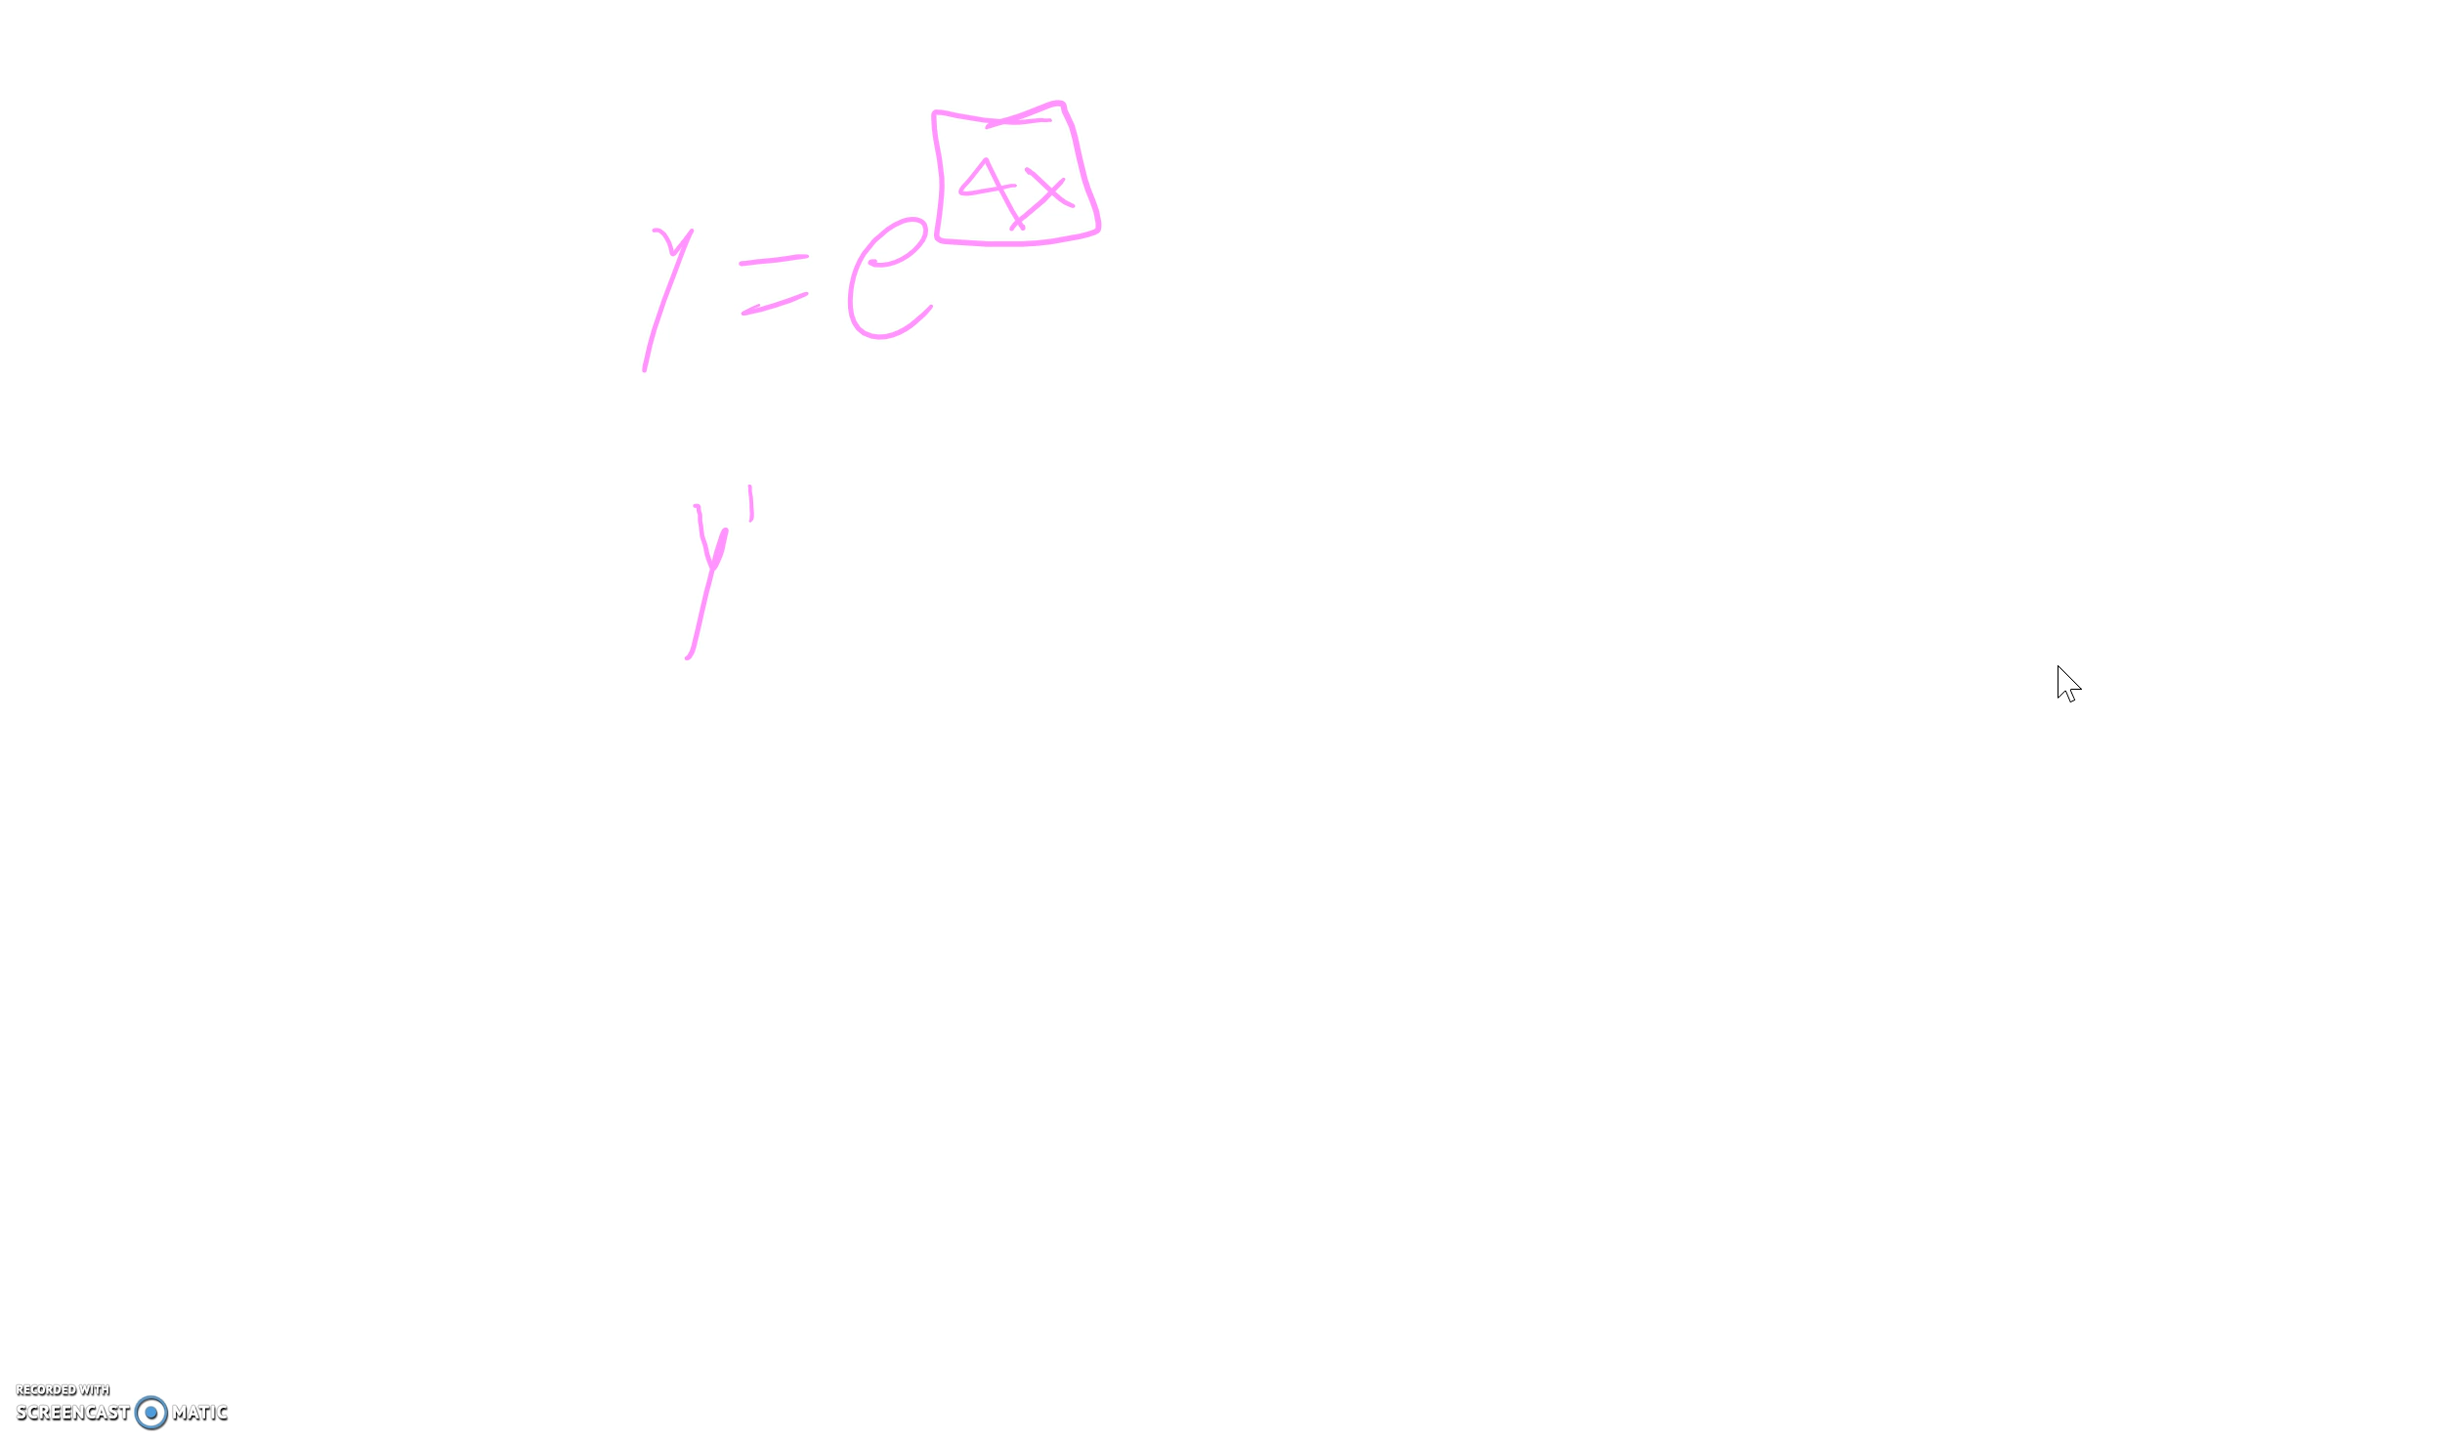 y = e^4x
y'
RECORDED WITH
SCREENCAST MATIC